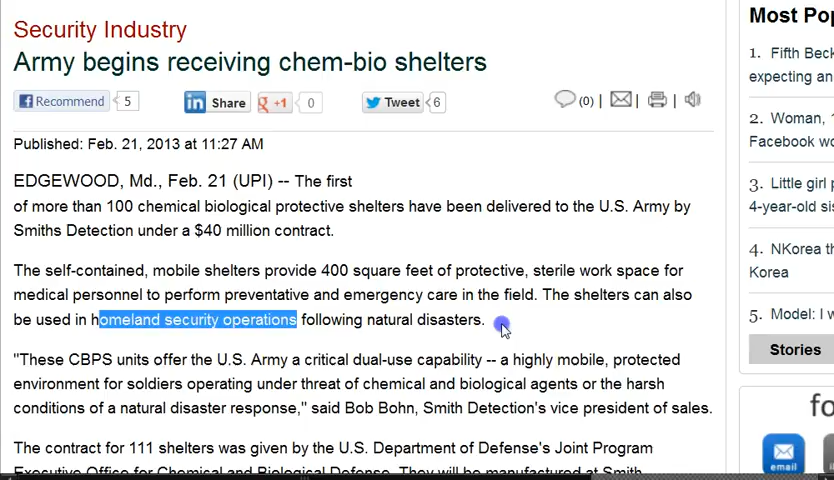 Security Industry
Army begins receiving chem-bio shelters
Recommend 5 in Share g +1 0 Tweet 6 (0) | | |
Published: Feb. 21, 2013 at 11:27 AM
EDGEWOOD, Md., Feb. 21 (UPI) -- The first
of more than 100 chemical biological protective shelters have been delivered to the U.S. Army by
Smiths Detection under a $40 million contract.
The self-contained, mobile shelters provide 400 square feet of protective, sterile work space for
medical personnel to perform preventative and emergency care in the field. The shelters can also
be used in homeland security operations following natural disasters.
"These CBPS units offer the U.S. Army a critical dual-use capability -- a highly mobile, protected
environment for soldiers operating under threat of chemical and biological agents or the harsh
conditions of a natural disaster response," said Bob Bohn, Smith Detection's vice president of sales.
The contract for 111 shelters was given by the U.S. Department of Defense's Joint Program
Executive Office for Chemical and Biological Defense. They will be manufactured at Smith
Most Pop
1. Fifth Beck
expecting an
2. Woman, 1
Facebook wo
3. Little girl p
4-year-old sis
4. NKorea th
Korea
5. Model: I w
Stories
fo
email